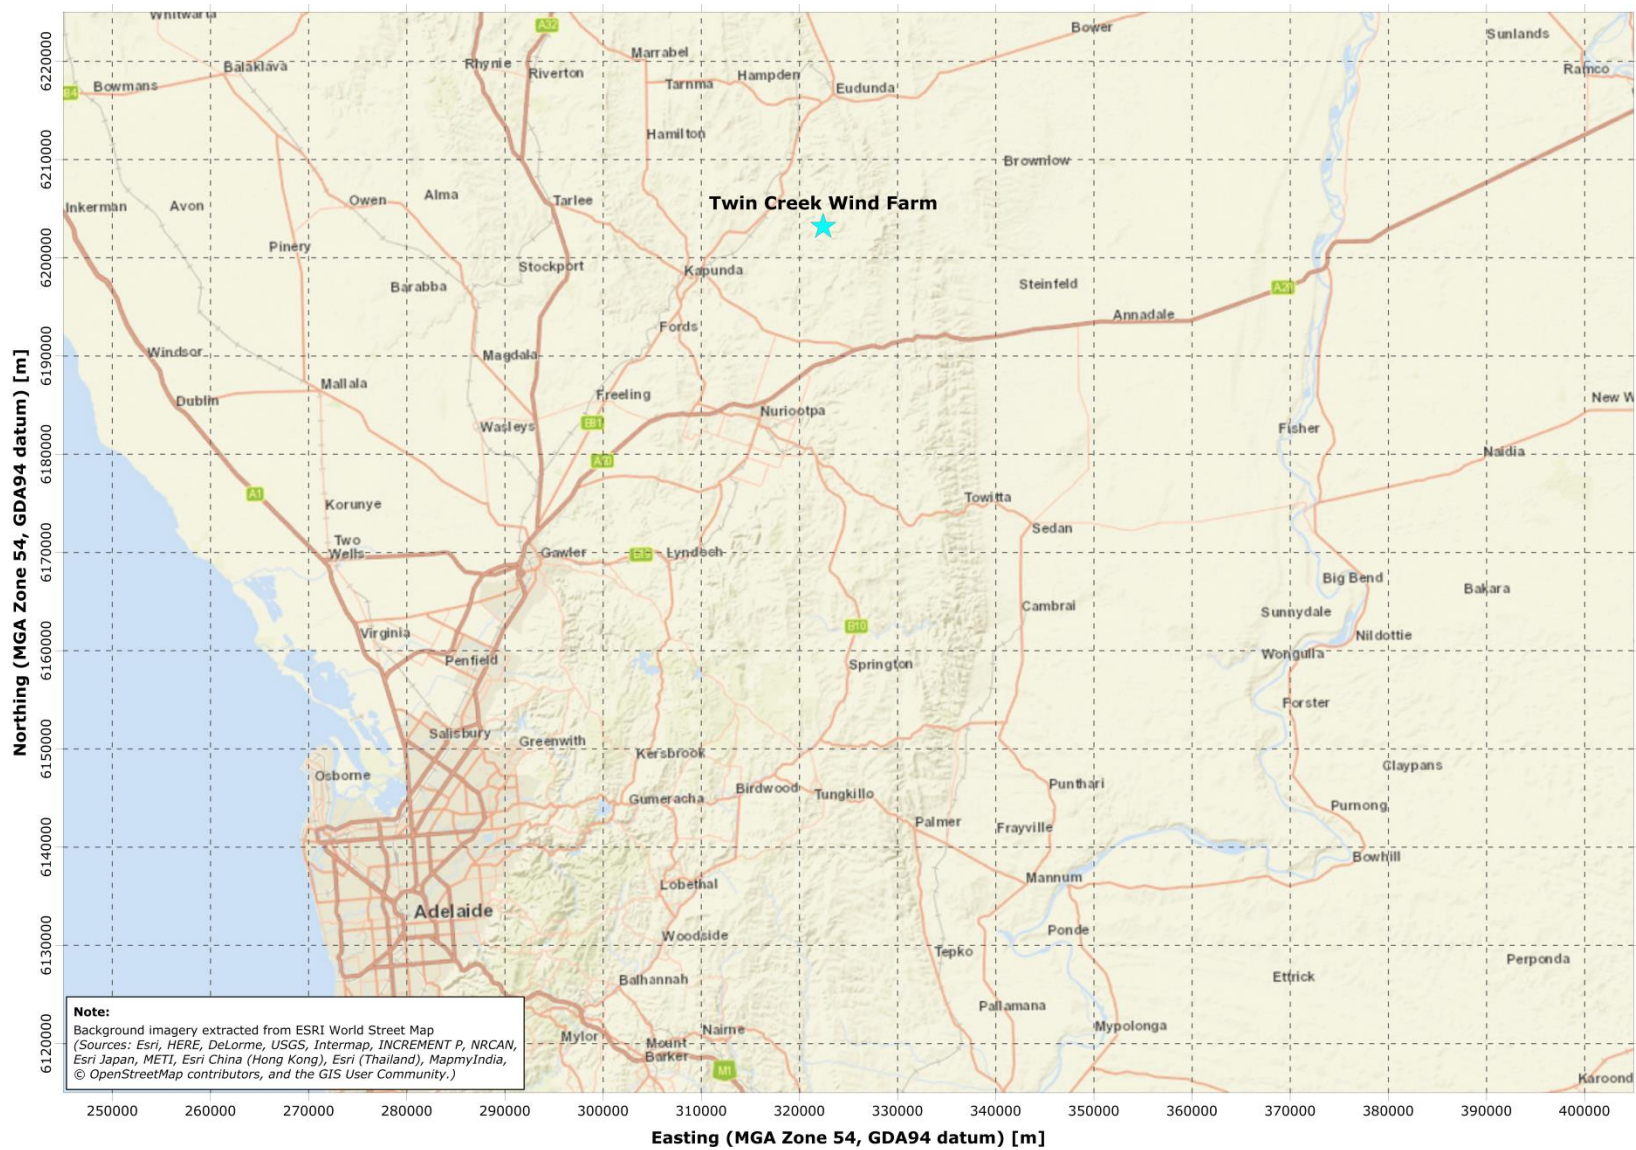 Whitwarta
A32
Bower
Sunlands
Marrabel
Rhynie
Riverton
Balaklava
Hampden
Ramco
Bowmans
Tarnma
Eudunda
Hamilton
Brownlow
Alma
Owen
Tarlee
Inkerman
Avon
Twin Creek Wind Farm
Pinery
Stockport
Kapunda
Barabba
Steinfeld
Annadale
Fords
Windsor
Magdala
Mallala
Freeling
New W
Dublin
Nuriootpa
Wasleys
B81
Fisher
Naidia
A20
A1
Korunye
Towitta
Sedan
Two
Wells
Gawler
Lyndoch
Big Bend
Bakara
Cambrai
Sunnydale
B10
Virginia
Nildottie
Penfield
Springton
Wongulla
Forster
Salisbury
Greenwith
Kersbrook
Claypans
Osborne
Punthari
Birdwood
Tungkillo
Gumeracha
Purnong
Palmer
Frayville
Bowhill
Mannum
Lobethal
Adelaide
Woodside
Ponde
Tepko
Perponda
Balhannah
Ettrick
Pallamana
Mypolonga
Nairne
Mylor
Mount
Barker
M1
Karoond
Note:
Background imagery extracted from ESRI World Street Map
(Sources: Esri, HERE, DeLorme, USGS, Intermap, INCREMENT P, NRCAN,
Esri Japan, METI, Esri China (Hong Kong), Esri (Thailand), MapmyIndia,
© OpenStreetMap contributors, and the GIS User Community.)
6220000
6210000
6200000
6190000
6180000
6170000
6160000
6150000
6140000
6130000
6120000
Northing (MGA Zone 54, GDA94 datum) [m]
250000 260000 270000 280000 290000 300000 310000 320000 330000 340000 350000 360000 370000 380000 390000 400000
Easting (MGA Zone 54, GDA94 datum) [m]